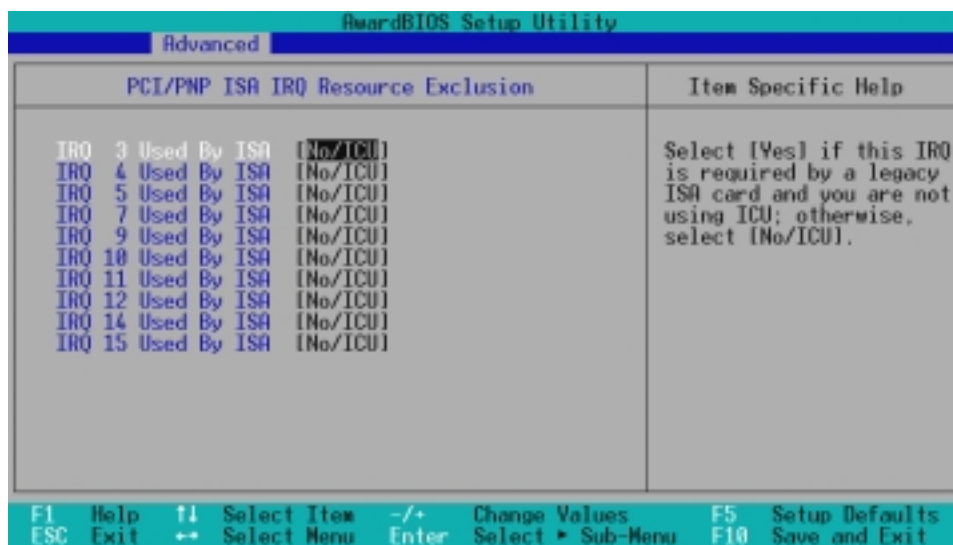 AwardBIOS Setup Utility
Advanced
PCI/PNP ISA IRQ Resource Exclusion
Item Specific Help
IRQ 3 Used By ISA [No/ICU]
IRQ 4 Used By ISA [No/ICU]
IRQ 5 Used By ISA [No/ICU]
IRQ 7 Used By ISA [No/ICU]
IRQ 9 Used By ISA [No/ICU]
IRQ 10 Used By ISA [No/ICU]
IRQ 11 Used By ISA [No/ICU]
IRQ 12 Used By ISA [No/ICU]
IRQ 14 Used By ISA [No/ICU]
IRQ 15 Used By ISA [No/ICU]
Select [Yes] if this IRQ
is required by a legacy
ISA card and you are not
using ICU; otherwise,
select [No/ICU].
F1 Help ↑↓ Select Item -/+ Change Values F5 Setup Defaults
ESC Exit ←→ Select Menu Enter Select ► Sub-Menu F10 Save and Exit